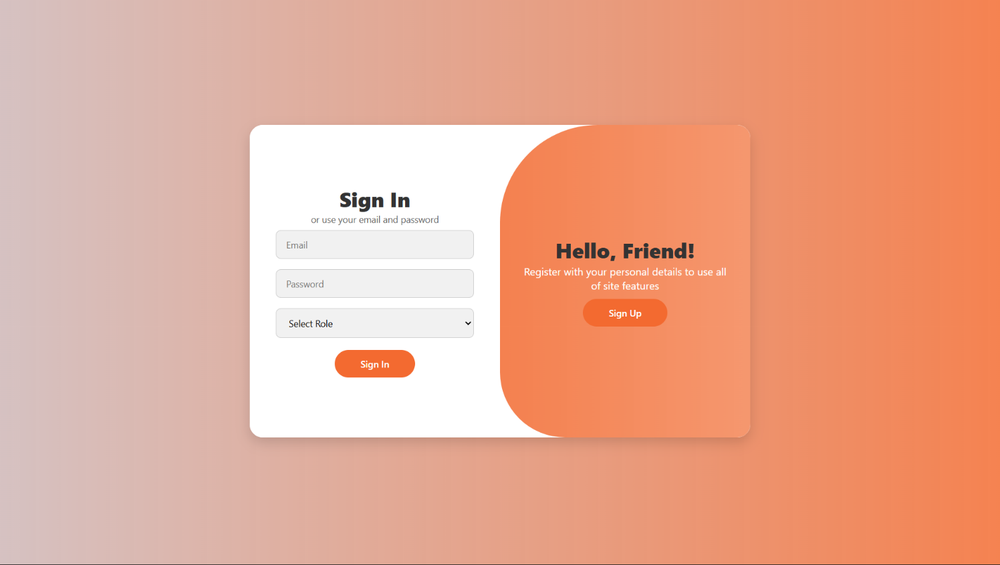 Sign In
or use your email and password
Email
Password
Select Role
Sign In
Hello, Friend!
Register with your personal details to use all
of site features
Sign Up